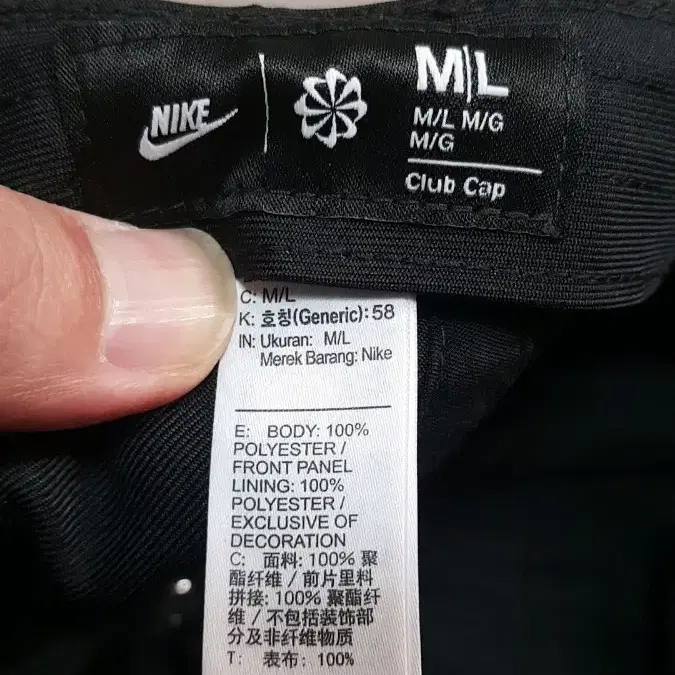 NIKE
M|L
M/L M/G
M/G
Club Cap
C: M/L
K: 호칭(Generic): 58
IN: Ukuran: M/L
Merek Barang: Nike
E: BODY: 100%
POLYESTER /
FRONT PANEL
LINING: 100%
POLYESTER /
EXCLUSIVE OF
DECORATION
C: 面料: 100% 聚
酯纤维 / 前片里料
拼接: 100% 聚酯纤
维 / 不包括装饰部
分及非纤维物质
T: 表布: 100%